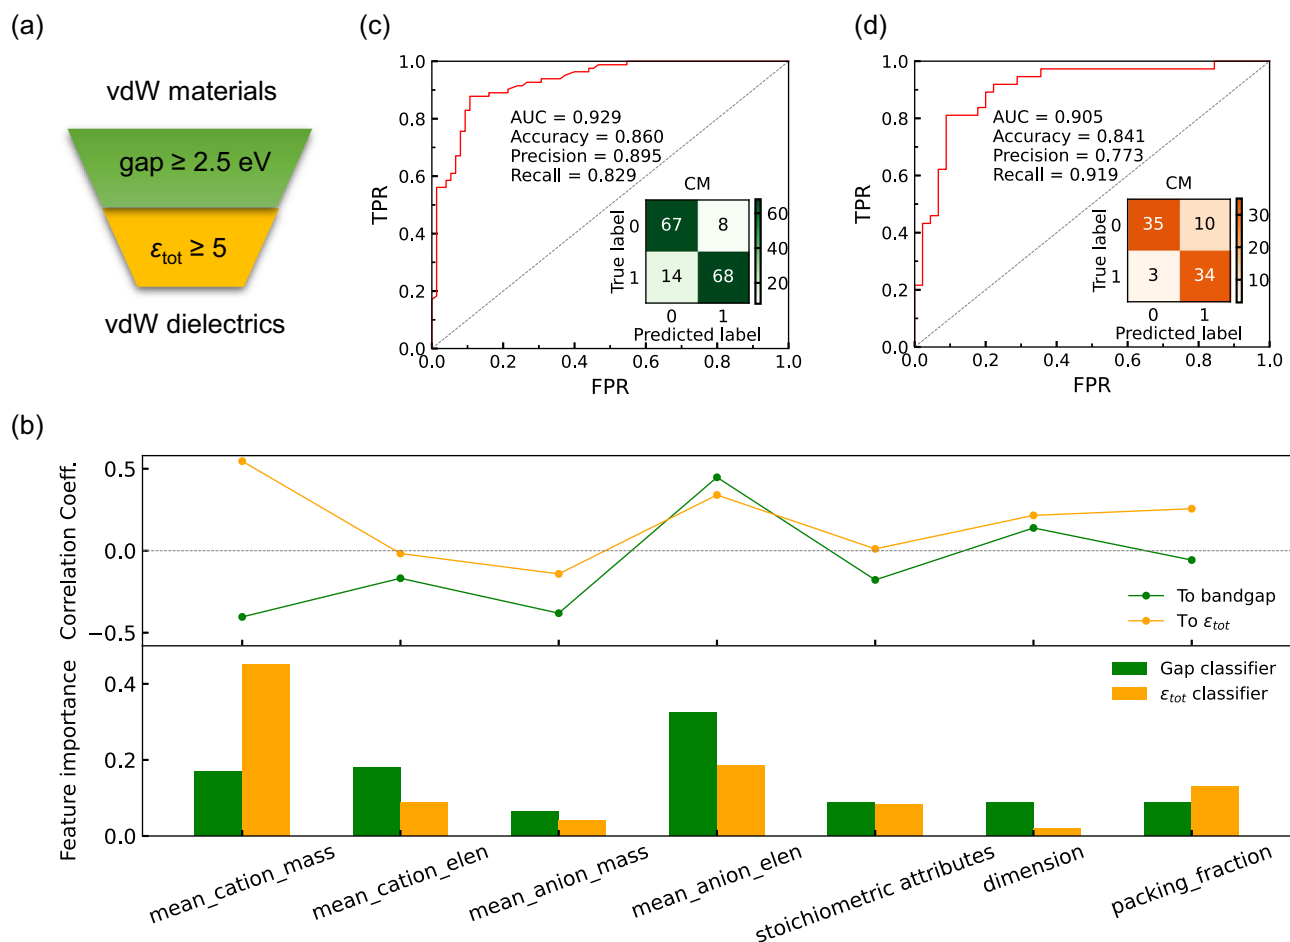 (a)
vdW materials
gap ≥ 2.5 eV
ε_tot ≥ 5
vdW dielectrics
(c)
1.0
0.8
0.6
0.4
0.2
0.0
TPR
AUC = 0.929
Accuracy = 0.860
Precision = 0.895
Recall = 0.829
CM
True label
0
1
67
8
14
68
0
1
Predicted label
60
40
20
0.0
0.2
0.4
0.6
0.8
1.0
FPR
(d)
1.0
0.8
0.6
0.4
0.2
0.0
TPR
AUC = 0.905
Accuracy = 0.841
Precision = 0.773
Recall = 0.919
CM
True label
0
1
35
10
3
34
0
1
Predicted label
30
20
10
0.0
0.2
0.4
0.6
0.8
1.0
FPR
(b)
Correlation Coeff.
0.5
0.0
−0.5
To bandgap
To ε_tot
Feature importance
0.4
0.2
0.0
Gap classifier
ε_tot classifier
mean_cation_mass
mean_cation_elen
mean_anion_mass
mean_anion_elen
stoichiometric attributes
dimension
packing_fraction